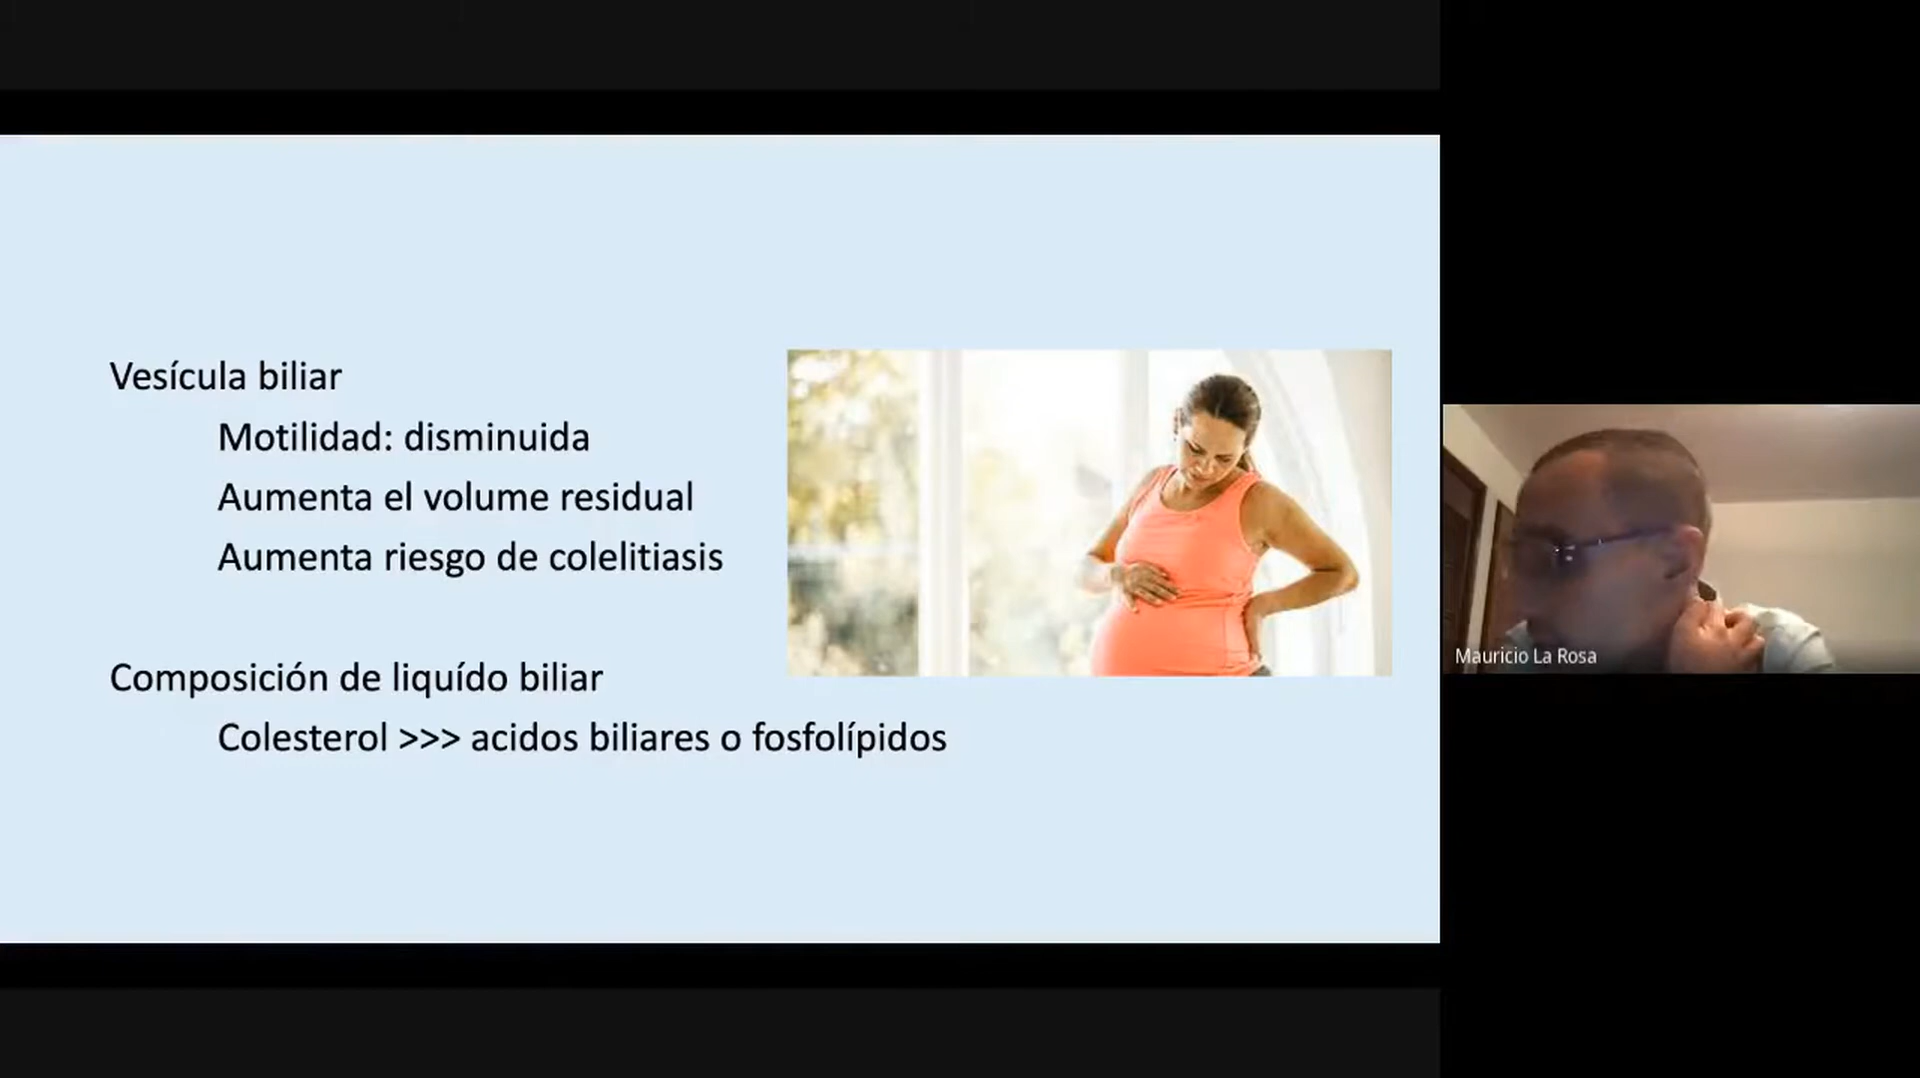 Vesícula biliar
Motilidad: disminuida
Aumenta el volume residual
Aumenta riesgo de colelitiasis
Composición de liquído biliar
Colesterol >>> acidos biliares o fosfolípidos
Mauricio La Rosa